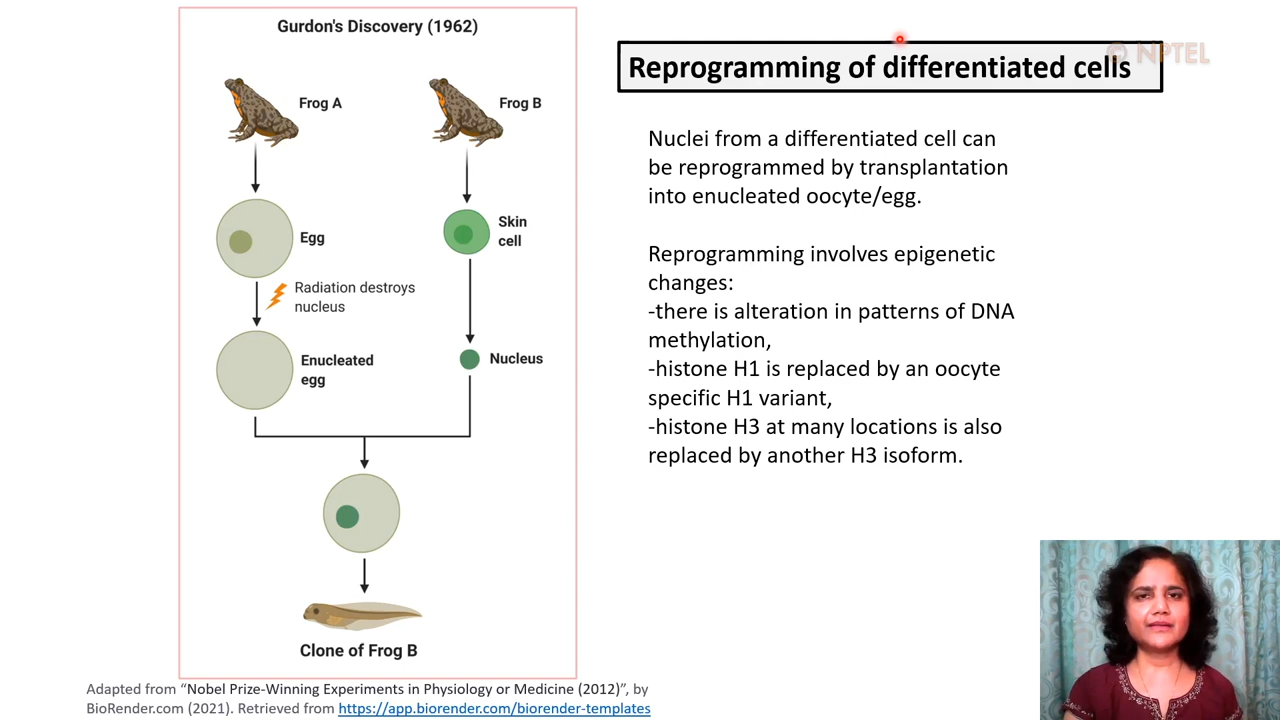 Gurdon's Discovery (1962)
Frog A
Frog B
Egg
Skin
cell
Radiation destroys
nucleus
Enucleated
egg
Nucleus
Clone of Frog B
Adapted from “Nobel Prize-Winning Experiments in Physiology or Medicine (2012)”, by
BioRender.com (2021). Retrieved from https://app.biorender.com/biorender-templates
© NPTEL
Reprogramming of differentiated cells
Nuclei from a differentiated cell can
be reprogrammed by transplantation
into enucleated oocyte/egg.
Reprogramming involves epigenetic
changes:
-there is alteration in patterns of DNA
methylation,
-histone H1 is replaced by an oocyte
specific H1 variant,
-histone H3 at many locations is also
replaced by another H3 isoform.